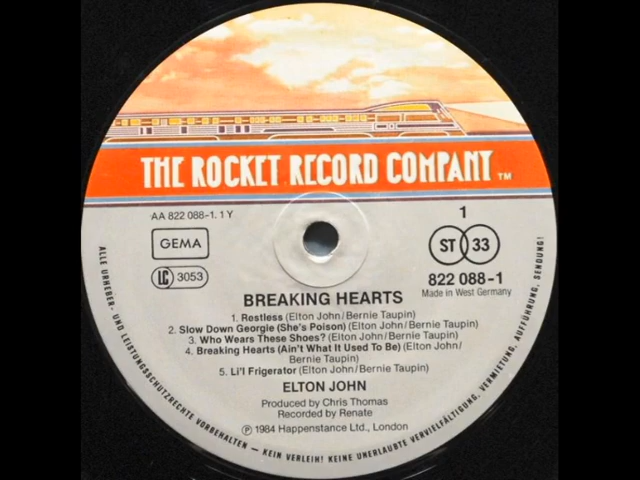 THE ROCKET RECORD COMPANY TM
AA 822 088-1. 1 Y
1
GEMA
ST 33
LC 3053
822 088-1
Made in West Germany
BREAKING HEARTS
1. Restless (Elton John/Bernie Taupin)
2. Slow Down Georgie (She's Poison) (Elton John/Bernie Taupin)
3. Who Wears These Shoes? (Elton John/Bernie Taupin)
4. Breaking Hearts (Ain't What It Used To Be) (Elton John/
Bernie Taupin)
5. Li'l Frigerator (Elton John/Bernie Taupin)
ELTON JOHN
Produced by Chris Thomas
Recorded by Renate
℗ 1984 Happenstance Ltd., London
ALLE URHEBER- UND LEISTUNGSSCHUTZRECHTE VORBEHALTEN – KEIN VERLEIH! KEINE UNERLAUBTE VERVIELFÄLTIGUNG, VERMIETUNG, AUFFÜHRUNG, SENDUNG!